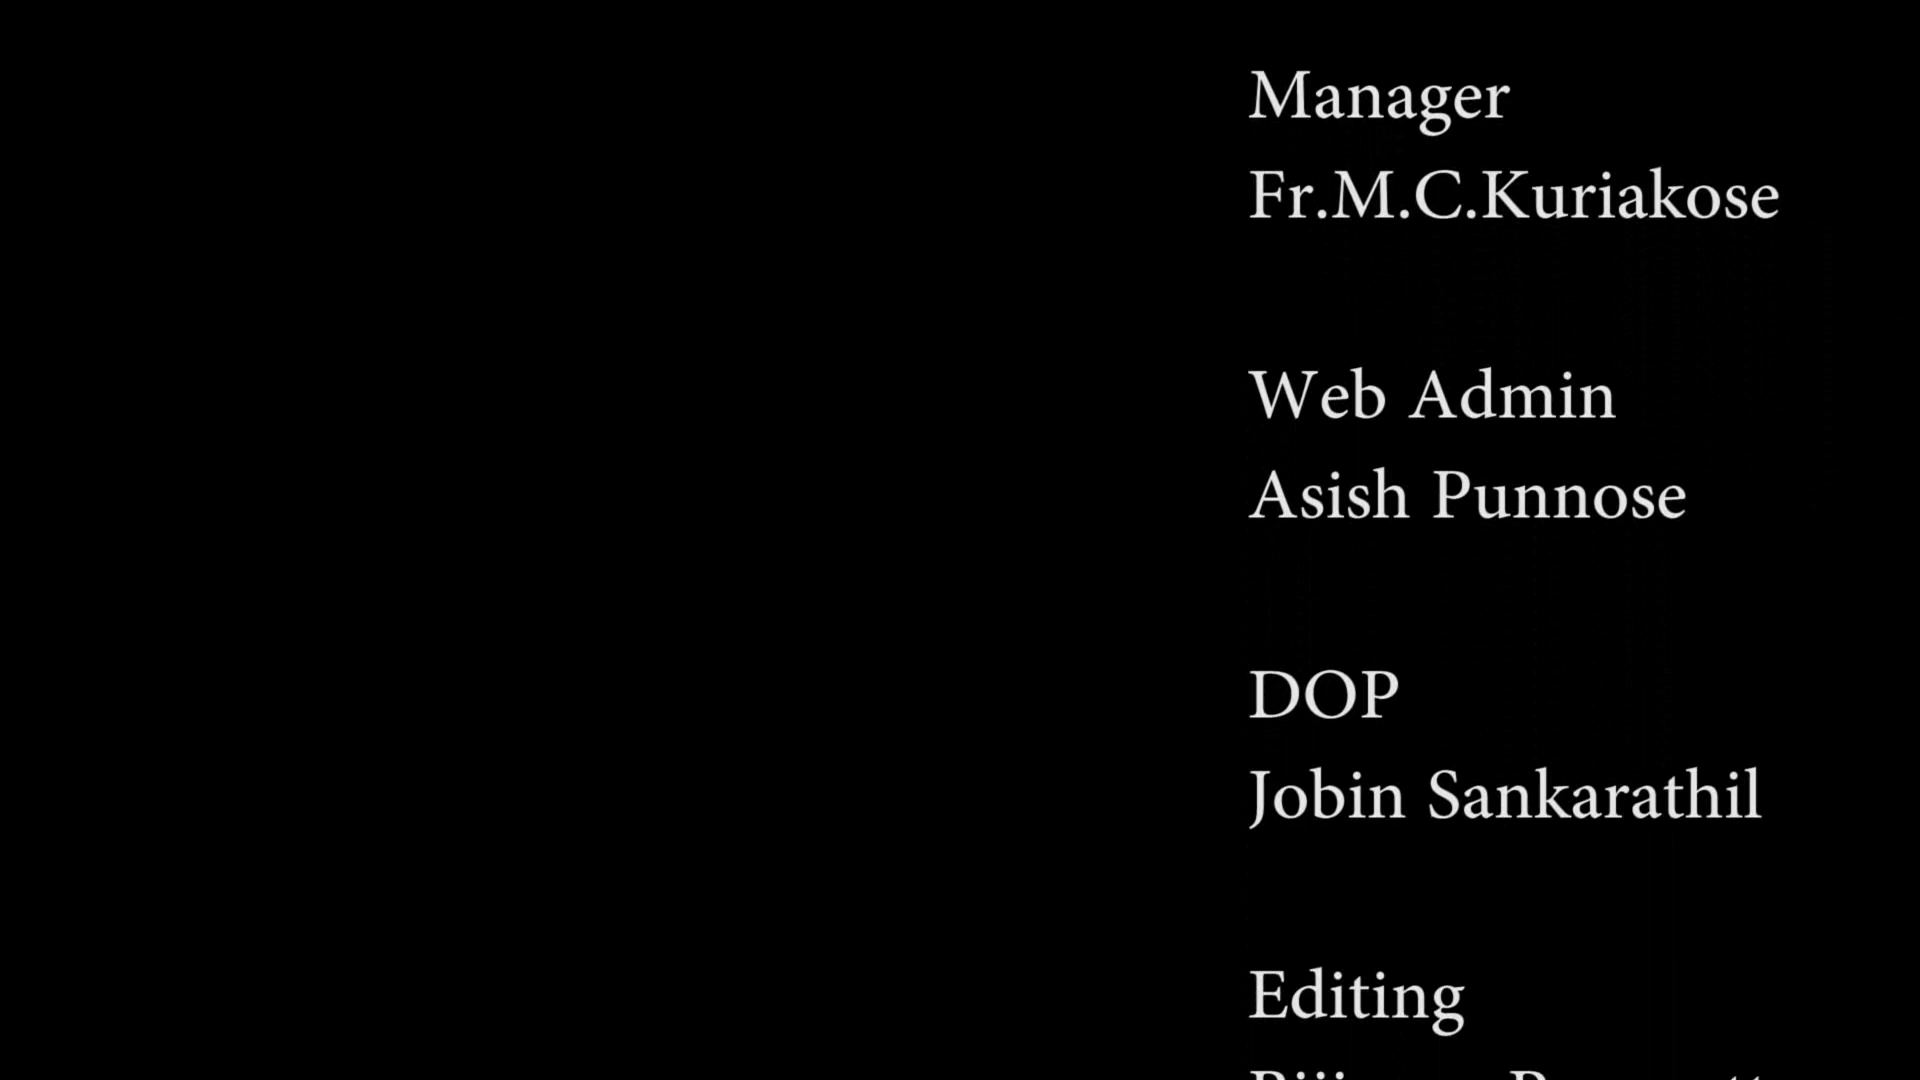 Manager
Fr.M.C.Kuriakose
Web Admin
Asish Punnose
DOP
Jobin Sankarathil
Editing